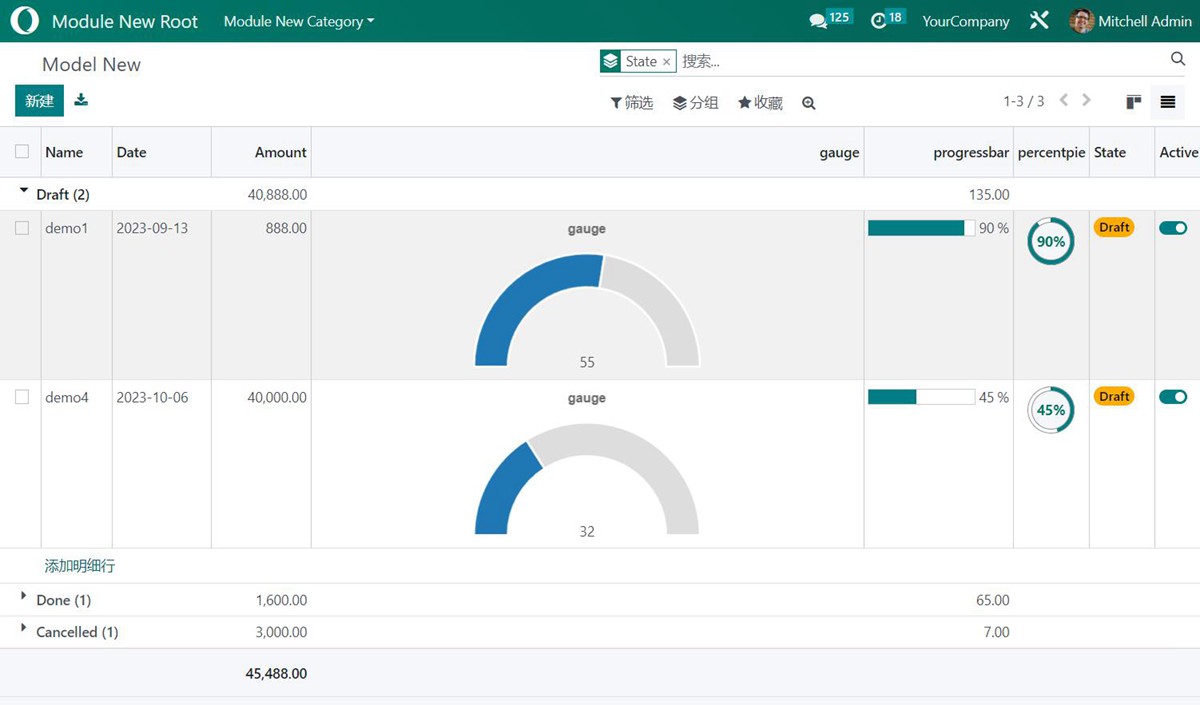 Module New Root Module New Category 125 18 YourCompany Mitchell Admin
Model New State × 搜索...
新建 筛选 分组 收藏 1-3 / 3
Name Date Amount gauge progressbar percentpie State Active
Draft (2) 40,888.00 135.00
demo1 2023-09-13 888.00 gauge 90 % 90% Draft
55
demo4 2023-10-06 40,000.00 gauge 45 % 45% Draft
32
添加明细行
Done (1) 1,600.00 65.00
Cancelled (1) 3,000.00 7.00
45,488.00